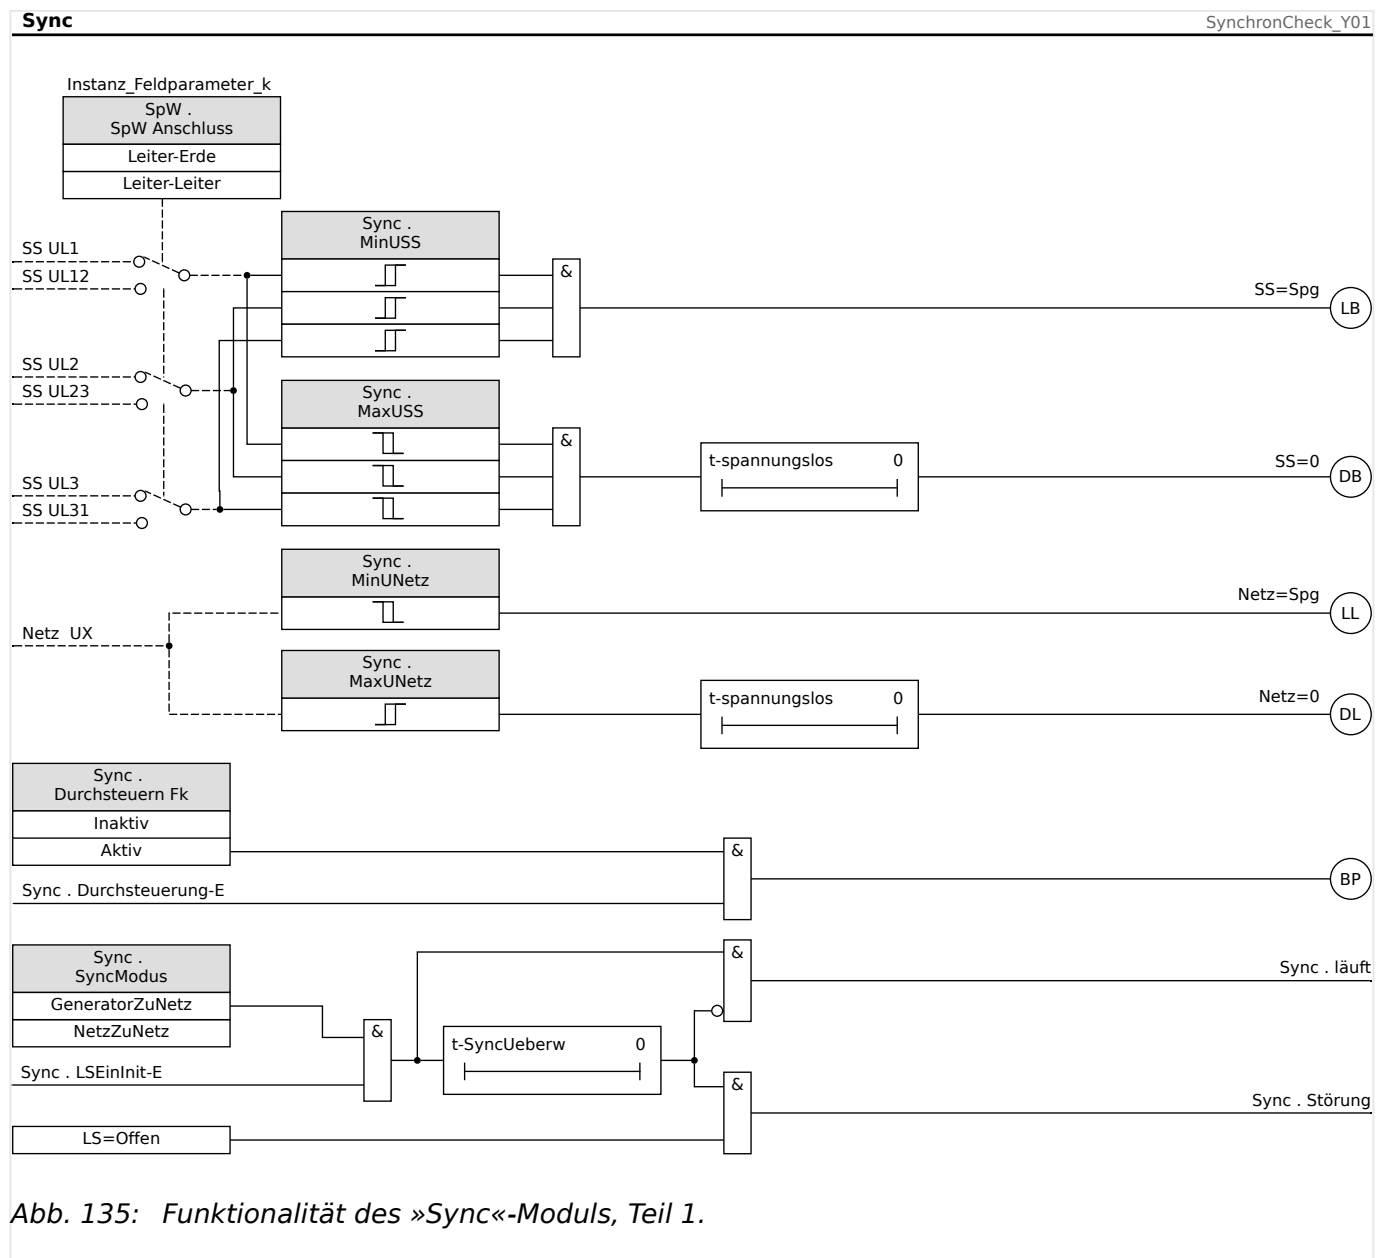 Sync
SynchronCheck_Y01
Instanz_Feldparameter_k
SpW .
SpW Anschluss
Leiter-Erde
Leiter-Leiter
SS UL1
SS UL12
SS UL2
SS UL23
SS UL3
SS UL31
Sync .
MinUSS
&
SS=Spg
LB
Sync .
MaxUSS
&
t-spannungslos 0
SS=0
DB
Netz UX
Sync .
MinUNetz
Netz=Spg
LL
Sync .
MaxUNetz
t-spannungslos 0
Netz=0
DL
Sync .
Durchsteuern Fk
Inaktiv
Aktiv
Sync . Durchsteuerung-E
&
BP
Sync .
SyncModus
GeneratorZuNetz
NetzZuNetz
Sync . LSEinInit-E
&
t-SyncUeberw 0
&
Sync . läuft
LS=Offen
&
Sync . Störung
Abb. 135: Funktionalität des »Sync«-Moduls, Teil 1.